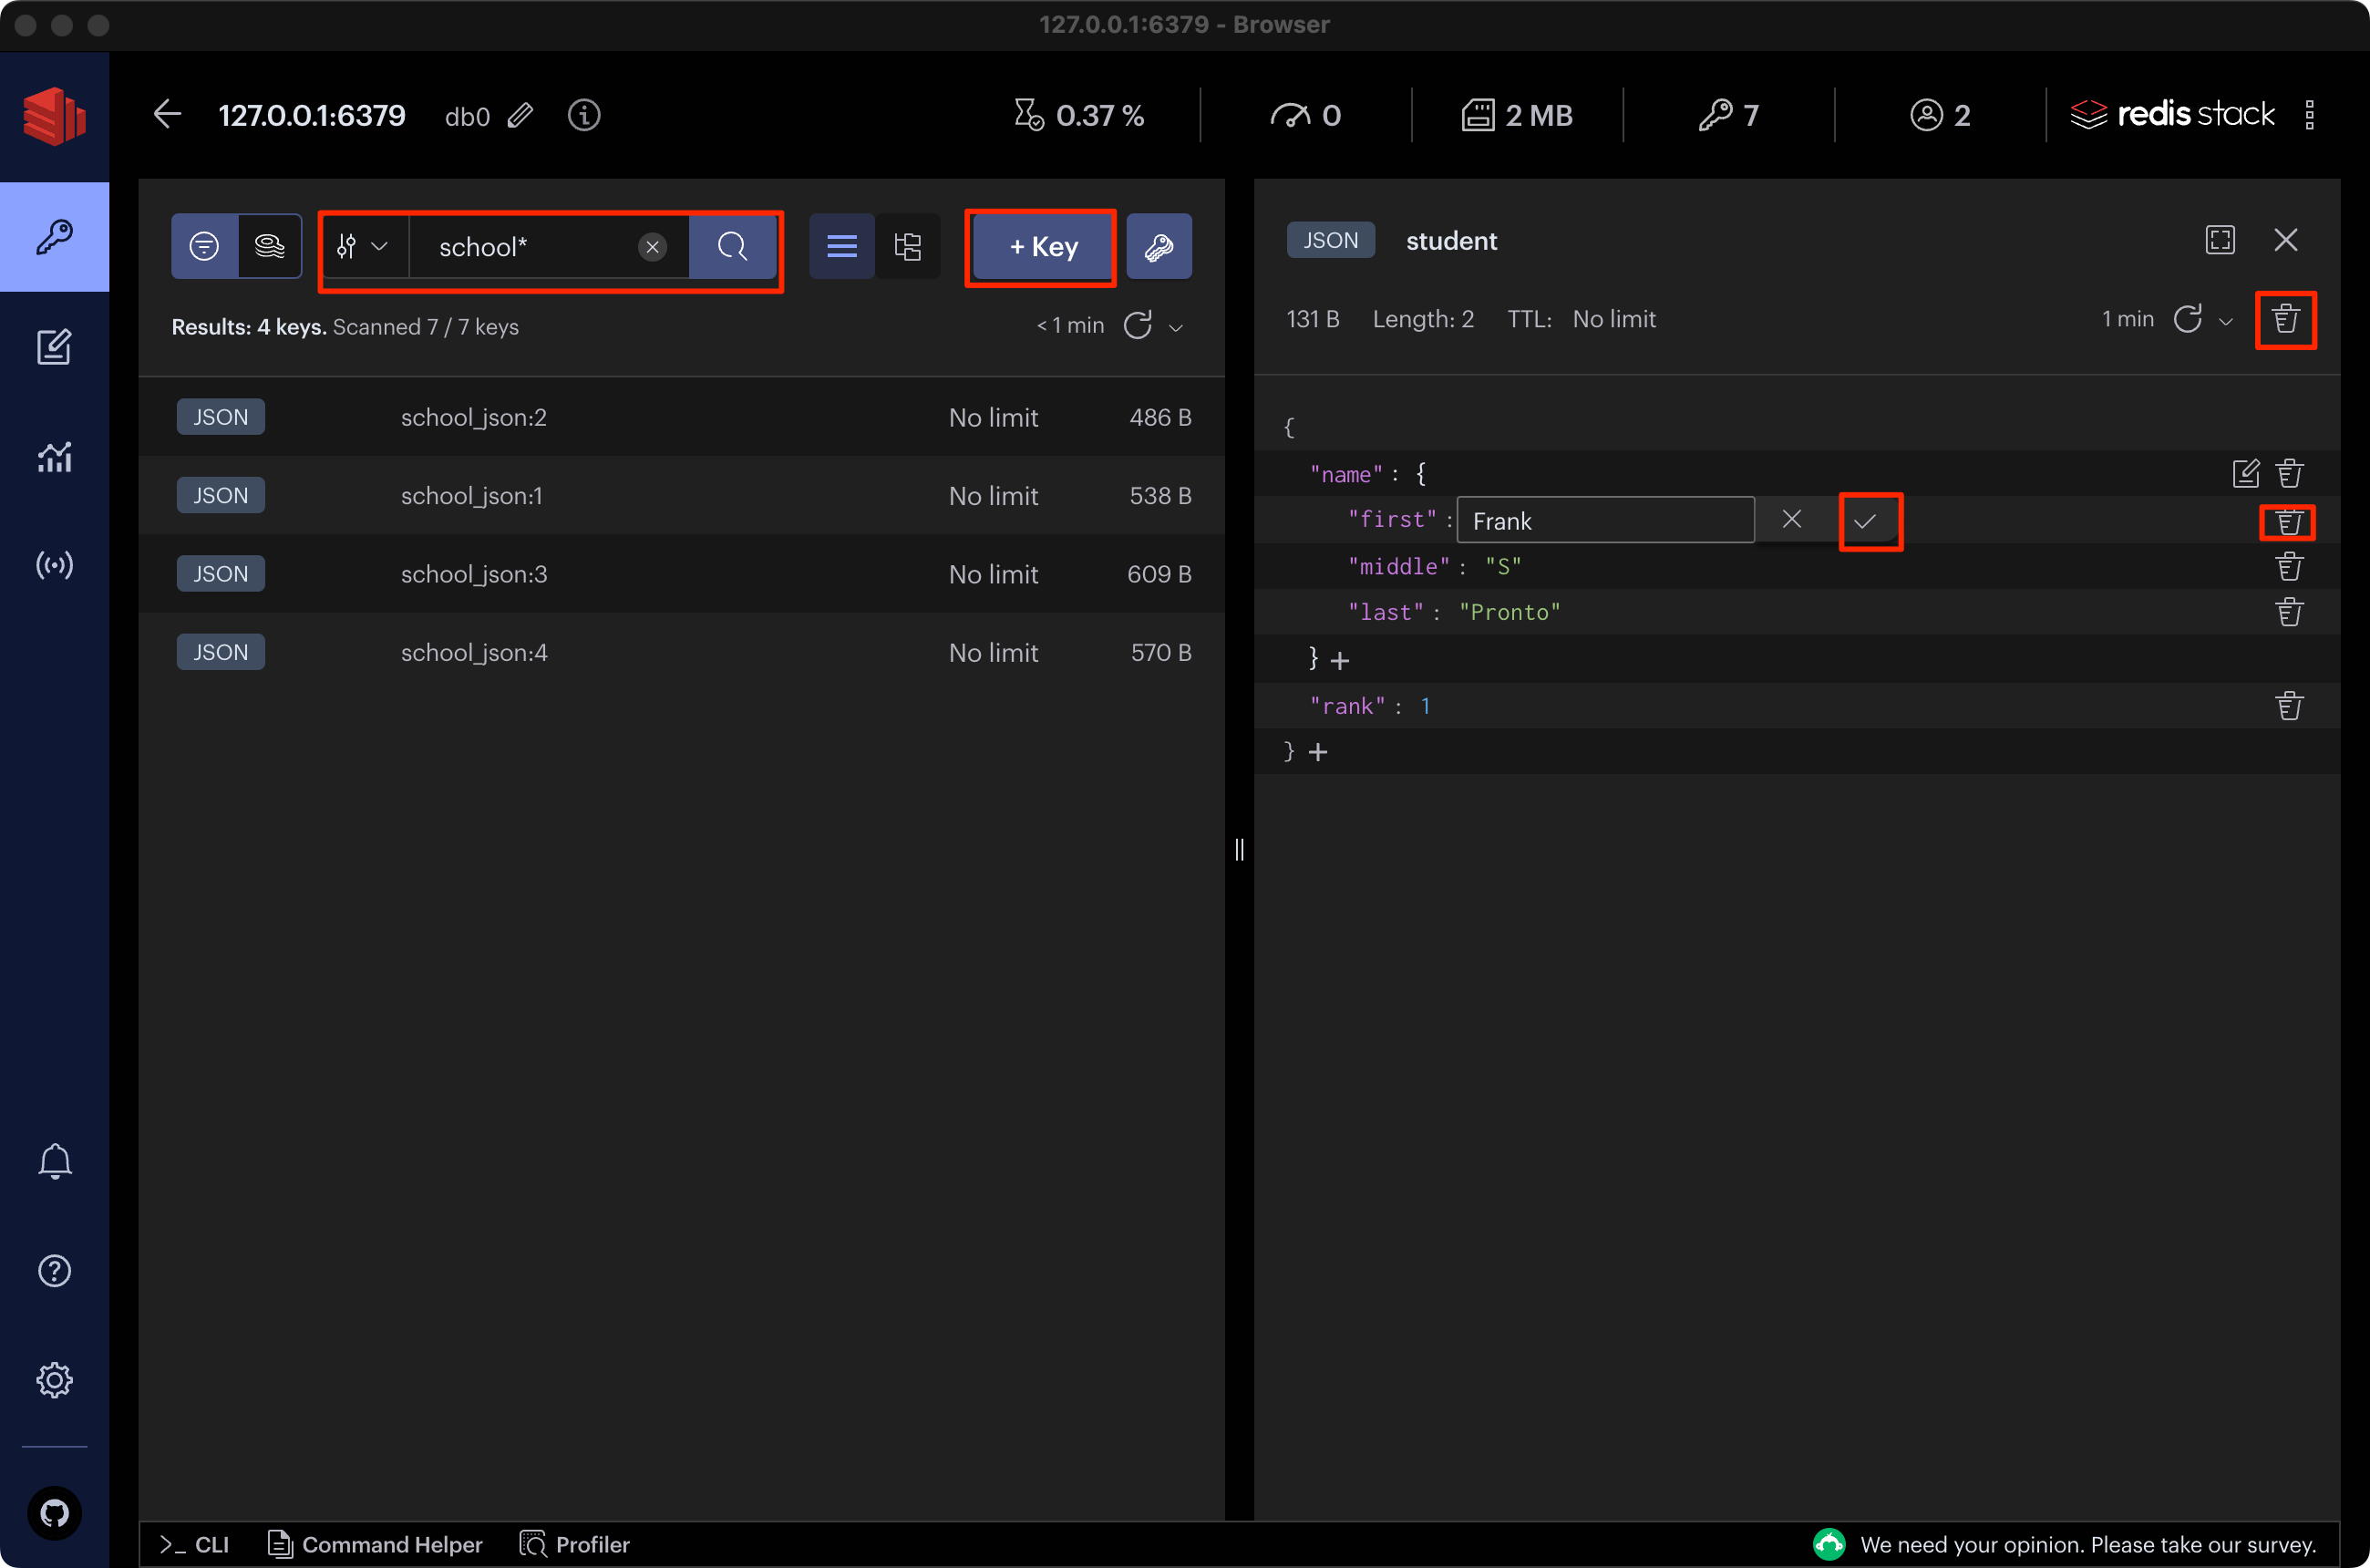 127.0.0.1:6379 - Browser
127.0.0.1:6379 db0 0.37 % 0 2 MB 7 2 redis stack
school* + Key
Results: 4 keys. Scanned 7 / 7 keys < 1 min
JSON school_json:2 No limit 486 B
JSON school_json:1 No limit 538 B
JSON school_json:3 No limit 609 B
JSON school_json:4 No limit 570 B
JSON student
131 B Length: 2 TTL: No limit 1 min
{
"name" : {
"first" : Frank
"middle" : "S"
"last" : "Pronto"
} +
"rank" : 1
} +
>_ CLI Command Helper Profiler We need your opinion. Please take our survey.